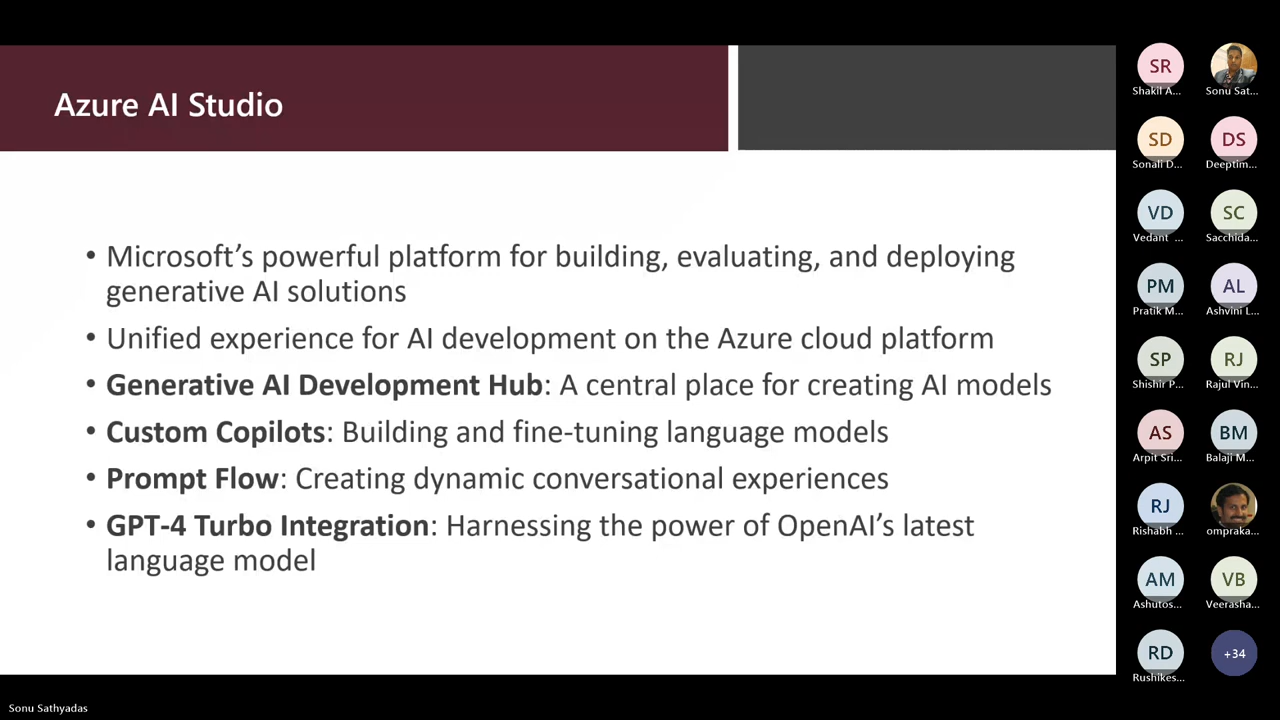 Azure AI Studio
• Microsoft’s powerful platform for building, evaluating, and deploying
generative AI solutions
• Unified experience for AI development on the Azure cloud platform
• Generative AI Development Hub: A central place for creating AI models
• Custom Copilots: Building and fine-tuning language models
• Prompt Flow: Creating dynamic conversational experiences
• GPT-4 Turbo Integration: Harnessing the power of OpenAI’s latest
language model
SR
Shakil A...
Sonu Sat...
SD
Sonali D...
DS
Deeptim...
VD
Vedant ...
SC
Sacchida...
PM
Pratik M...
AL
Ashvini L...
SP
Shishir P...
RJ
Rajul Vin...
AS
Arpit Sri...
BM
Balaji M...
RJ
Rishabh ...
ompraka...
AM
Ashutos...
VB
Veerasha...
RD
Rushikes...
+34
Sonu Sathyadas